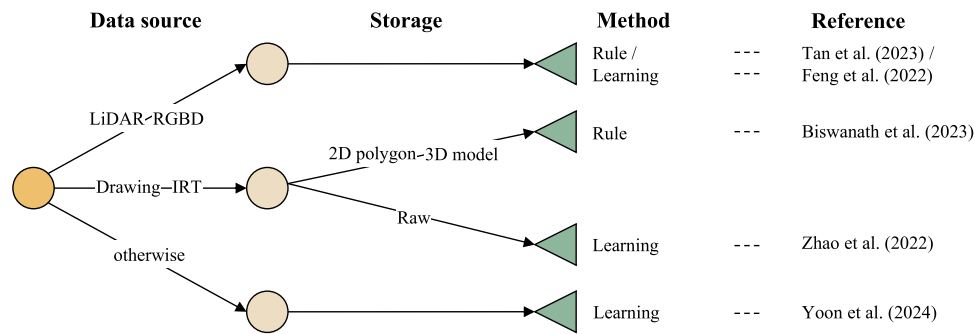 Data source Storage Method Reference
Rule / --- Tan et al. (2023) /
Learning --- Feng et al. (2022)
LiDAR-RGBD
Rule --- Biswanath et al. (2023)
2D polygon-3D model
Drawing-IRT
Raw
Learning --- Zhao et al. (2022)
otherwise
Learning --- Yoon et al. (2024)